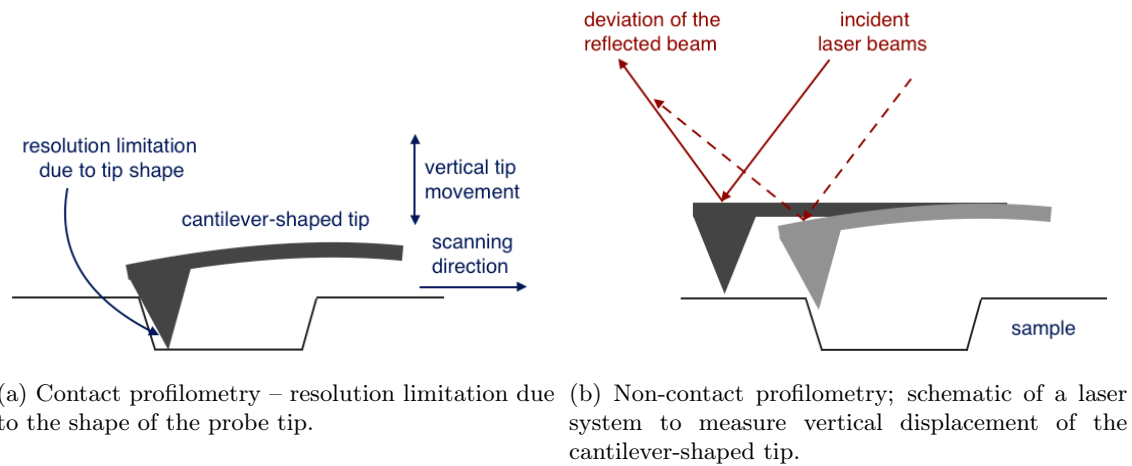 deviation of the
reflected beam
incident
laser beams
resolution limitation
due to tip shape
vertical tip
movement
cantilever-shaped tip
scanning
direction
sample
(a) Contact profilometry – resolution limitation due
to the shape of the probe tip.
(b) Non-contact profilometry; schematic of a laser
system to measure vertical displacement of the
cantilever-shaped tip.